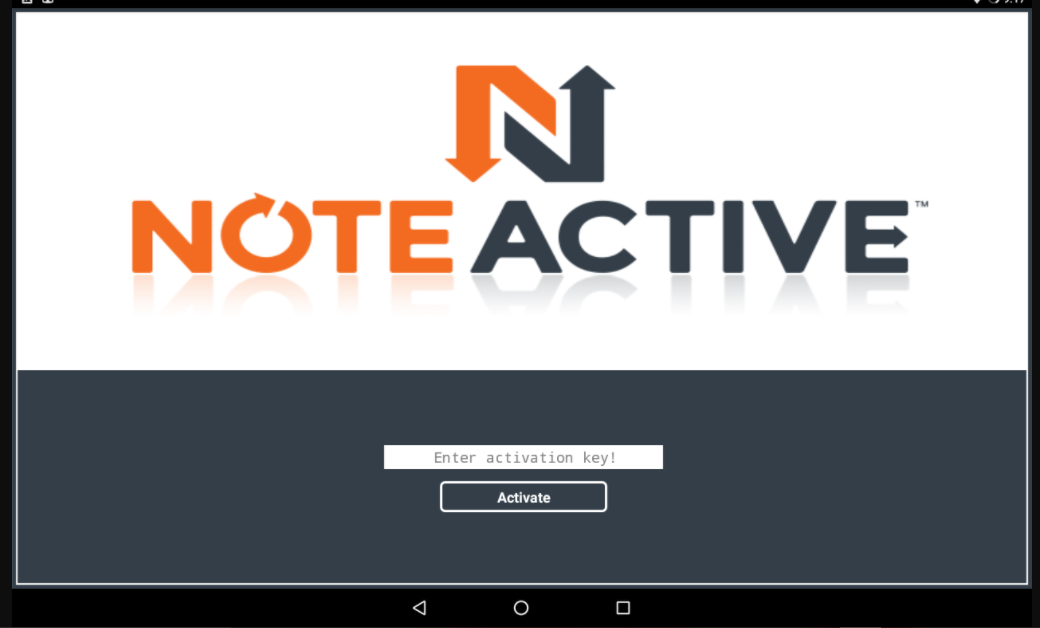 NOTE ACTIVE™
Enter activation key!
Activate